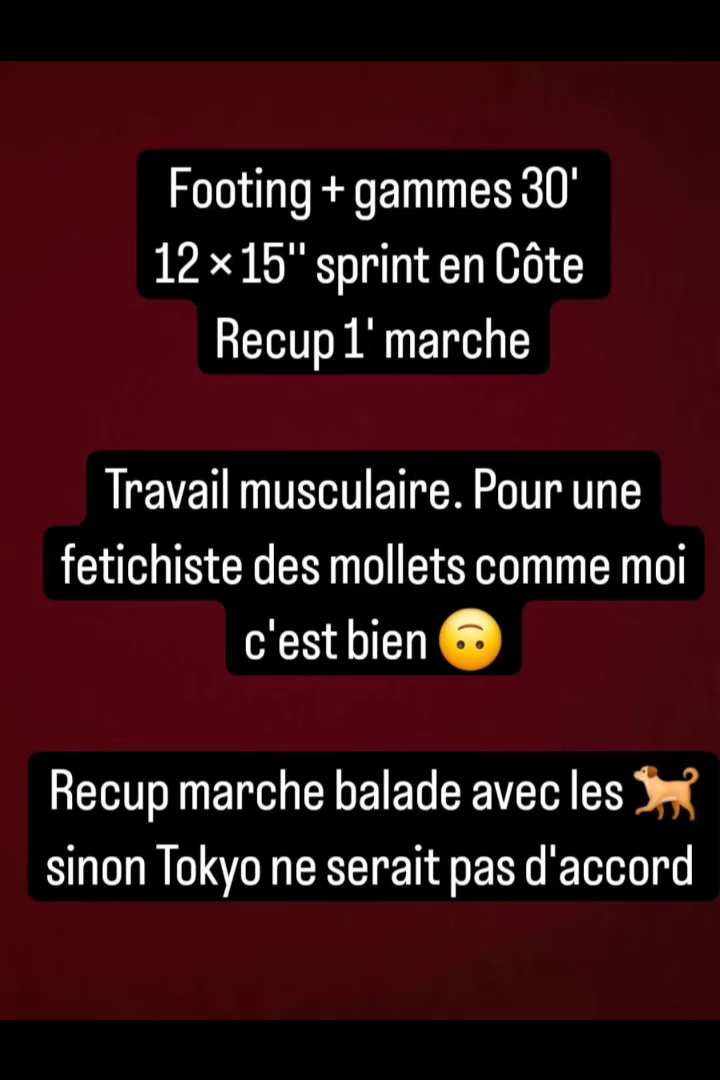 Footing + gammes 30'
12 × 15" sprint en Côte
Recup 1' marche
Travail musculaire. Pour une
fetichiste des mollets comme moi
c'est bien 🙃
Recup marche balade avec les 🐕
sinon Tokyo ne serait pas d'accord